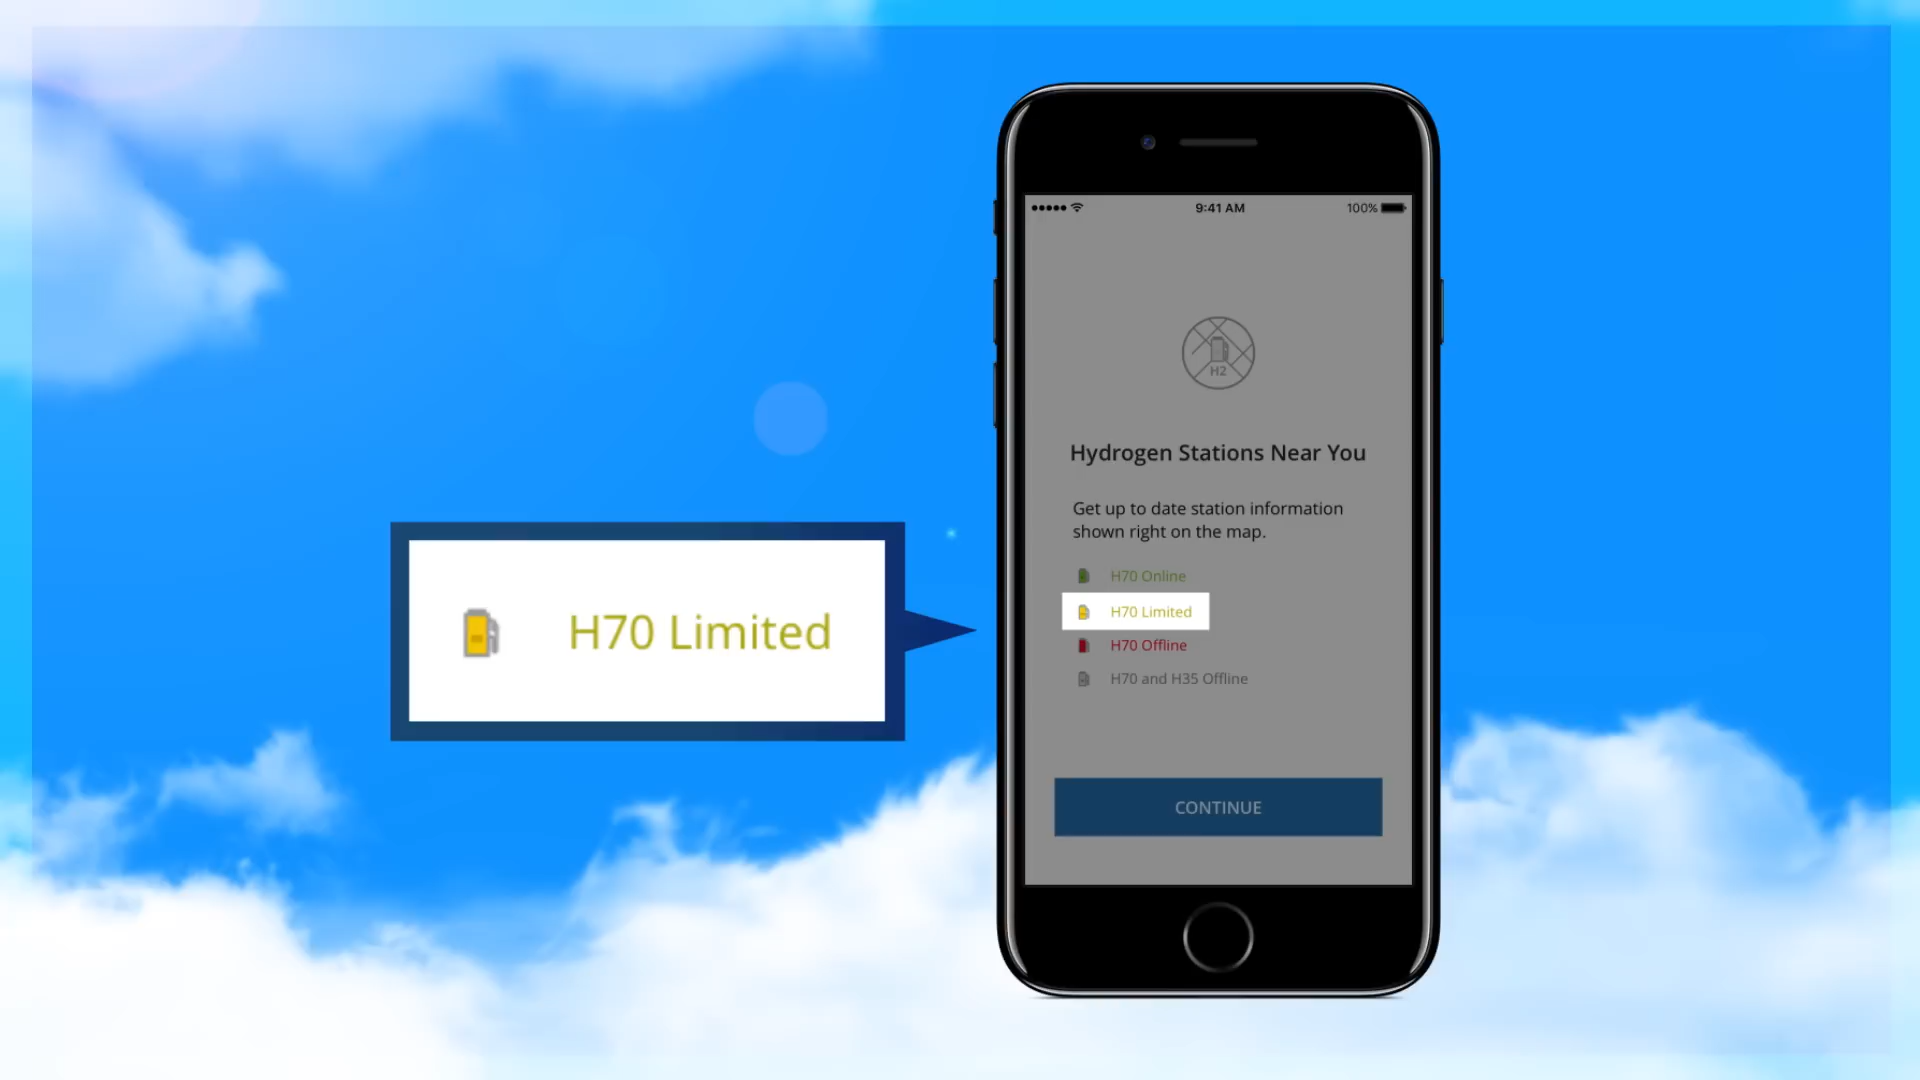 9:41 AM
100%
H2
Hydrogen Stations Near You
Get up to date station information
shown right on the map.
H70 Online
H70 Limited
H70 Offline
H70 and H35 Offline
CONTINUE
H70 Limited